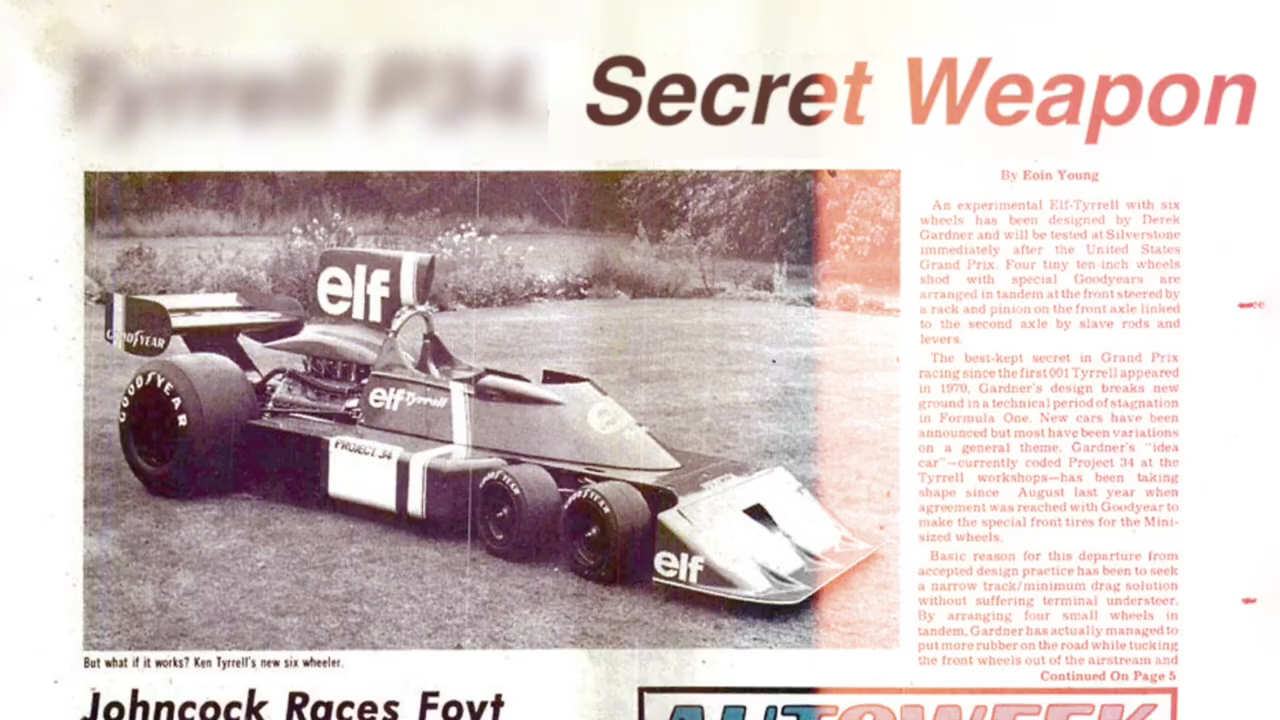 Secret Weapon
By Eoin Young
An experimental Elf-Tyrrell with six
wheels has been designed by Derek
Gardner and will be tested at Silverstone
immediately after the United States
Grand Prix. Four tiny ten-inch wheels
shod with special Goodyears are
arranged in tandem at the front steered by
a rack and pinion on the front axle linked
to the second axle by slave rods and
levers.
The best-kept secret in Grand Prix
racing since the first 001 Tyrrell appeared
in 1970, Gardner's design breaks new
ground in a technical period of stagnation
in Formula One. New cars have been
announced but most have been variations
on a general theme. Gardner's "idea
car"—currently coded Project 34 at the
Tyrrell workshops—has been taking
shape since August last year when
agreement was reached with Goodyear to
make the special front tires for the Mini-
sized wheels.
Basic reason for this departure from
accepted design practice has been to seek
a narrow track/minimum drag solution
without suffering terminal understeer.
By arranging four small wheels in
tandem, Gardner has actually managed to
put more rubber on the road while tucking
the front wheels out of the airstream and
Continued On Page 5
elf
GOODYEAR
GOODYEAR
elf Tyrrell
PROJECT 34
GOODYEAR
GOODYEAR
elf
But what if it works? Ken Tyrrell's new six wheeler.
Johncock Races Foyt
AUTOWEEK